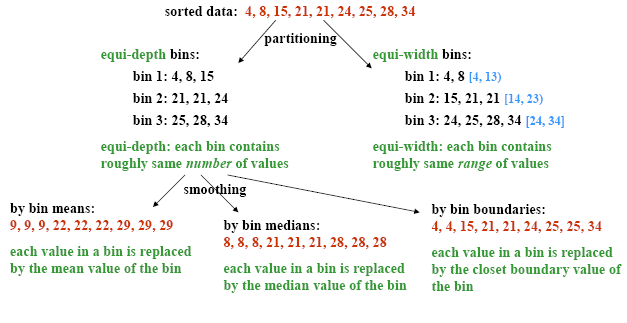 sorted data: 4, 8, 15, 21, 21, 24, 25, 28, 34
partitioning
equi-depth bins:
bin 1: 4, 8, 15
bin 2: 21, 21, 24
bin 3: 25, 28, 34
equi-depth: each bin contains
roughly same number of values
equi-width bins:
bin 1: 4, 8 [4, 13)
bin 2: 15, 21, 21 [14, 23)
bin 3: 24, 25, 28, 34 [24, 34]
equi-width: each bin contains
roughly same range of values
smoothing
by bin means:
9, 9, 9, 22, 22, 22, 29, 29, 29
each value in a bin is replaced
by the mean value of the bin
by bin medians:
8, 8, 8, 21, 21, 21, 28, 28, 28
each value in a bin is replaced
by the median value of the bin
by bin boundaries:
4, 4, 15, 21, 21, 24, 25, 25, 34
each value in a bin is replaced
by the closet boundary value of
the bin